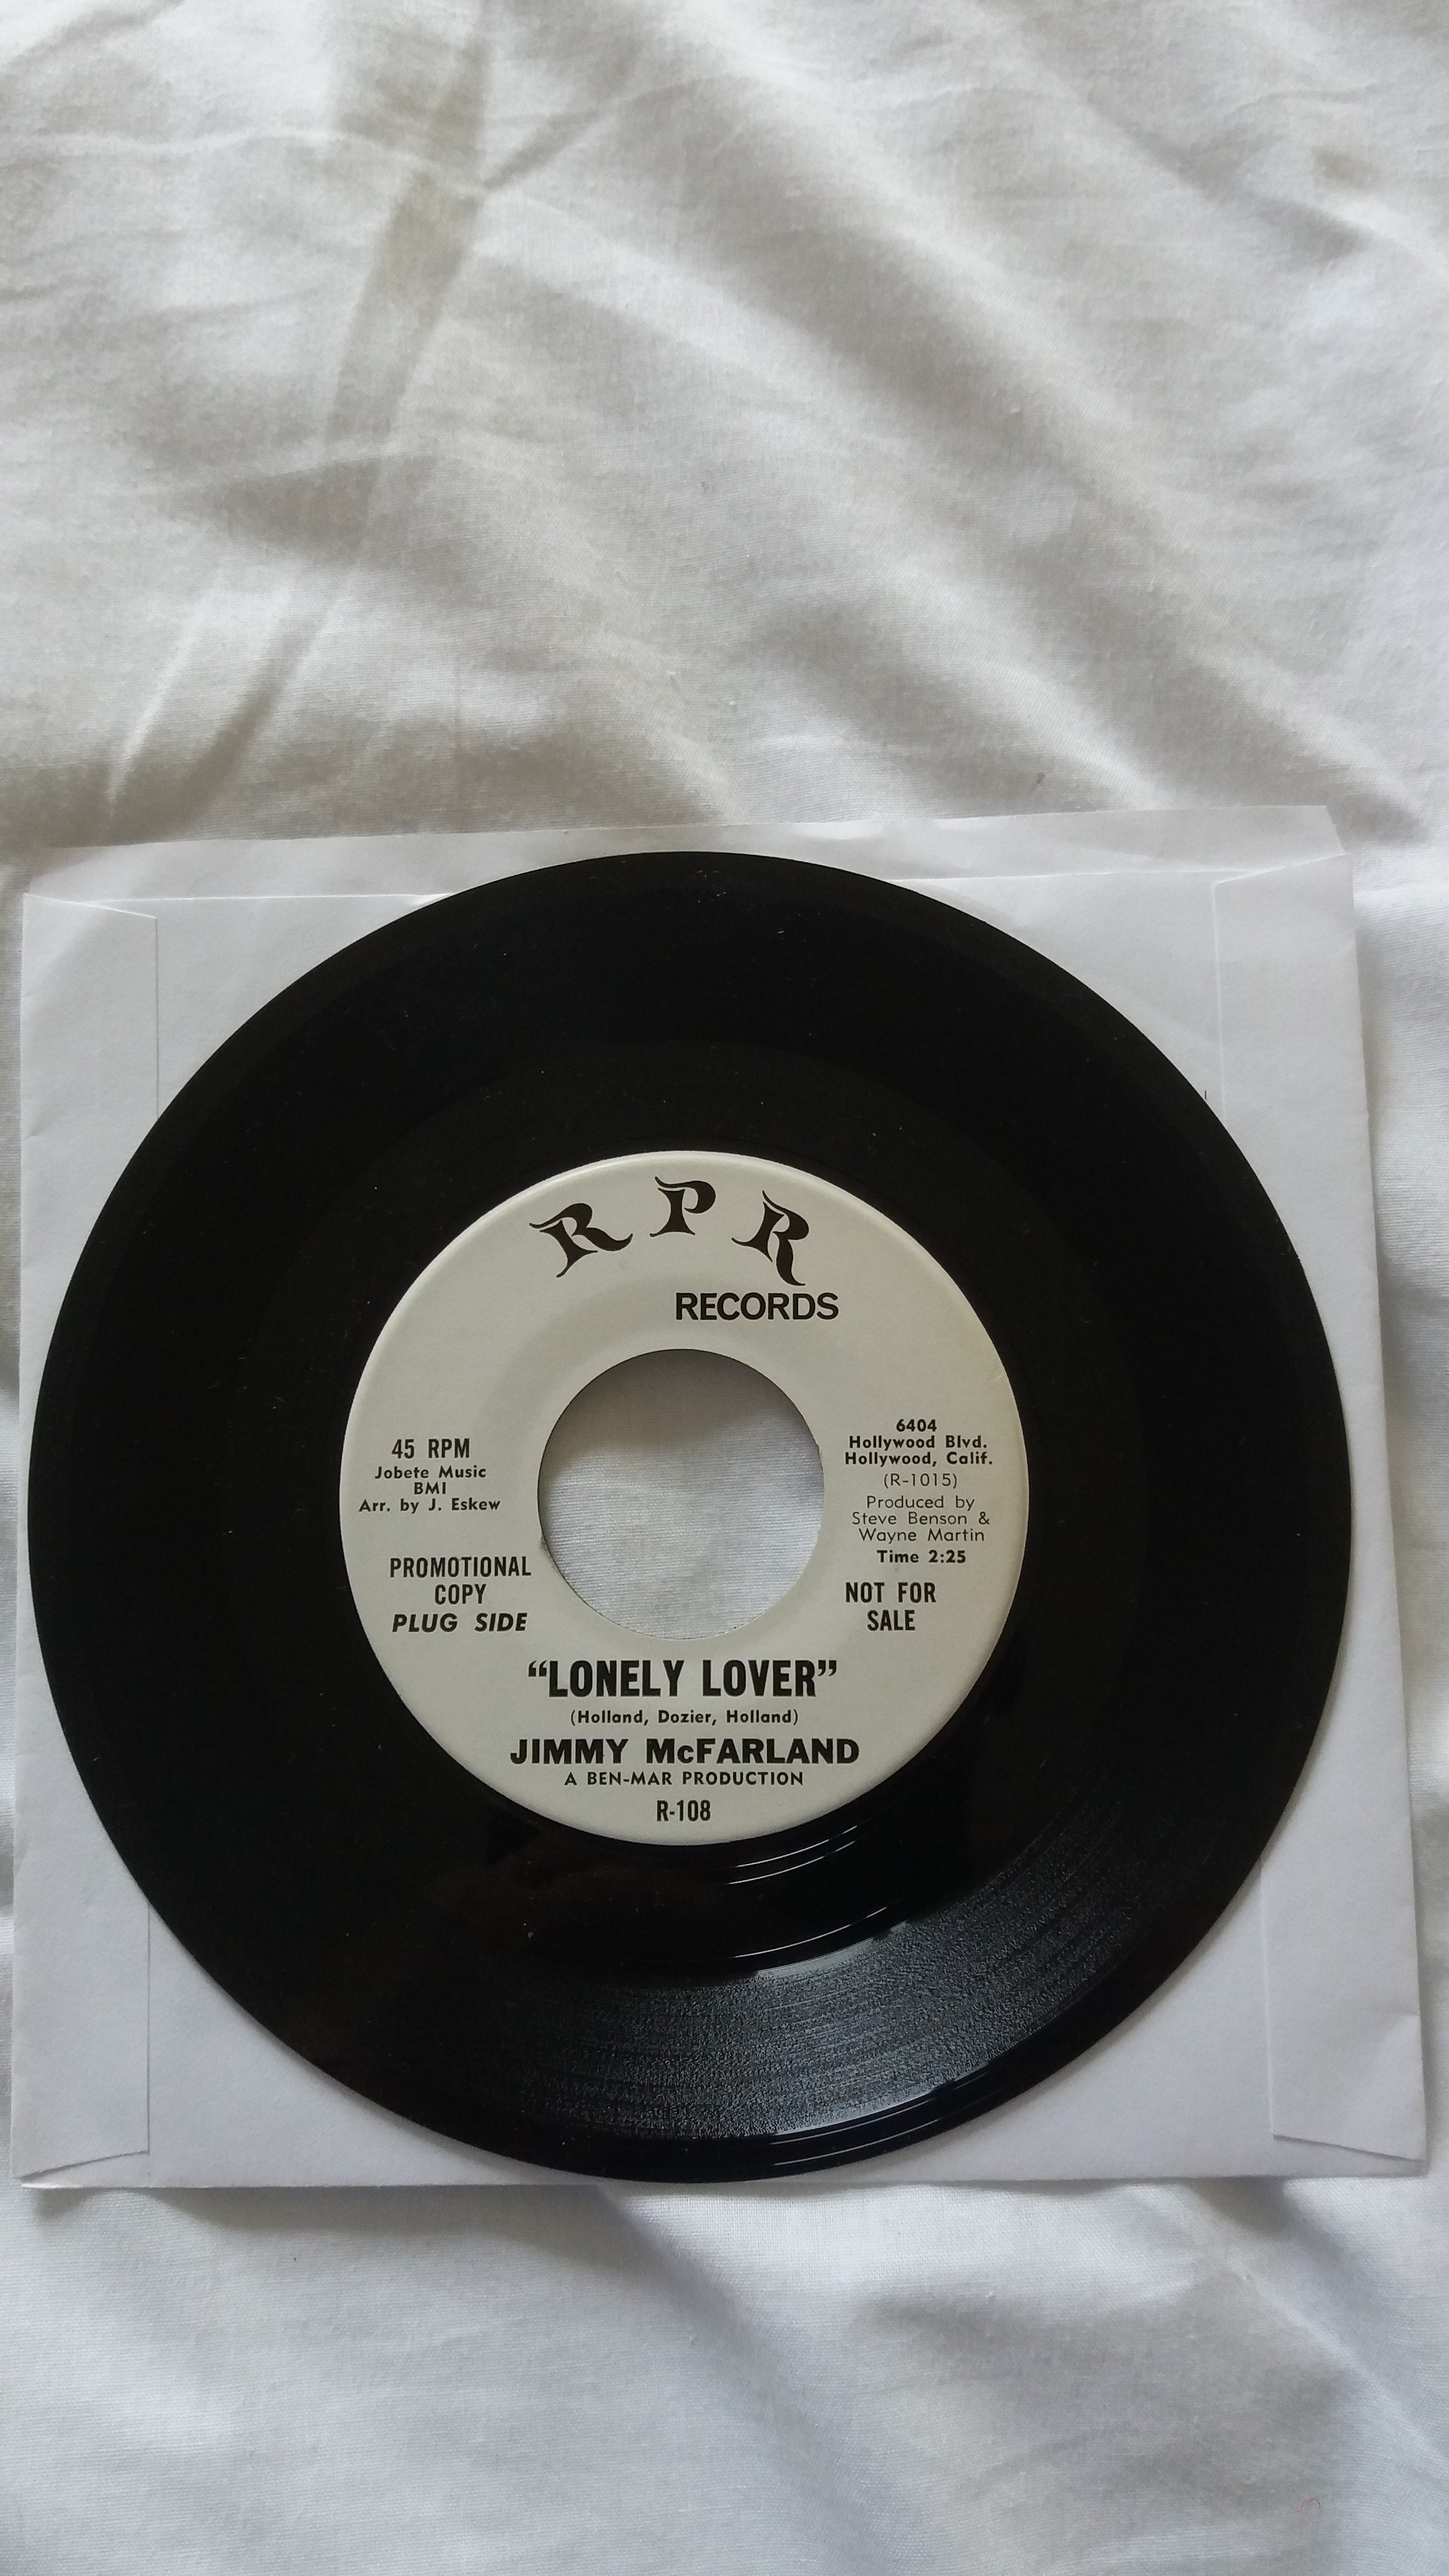 R P R
RECORDS
45 RPM
Jobete Music
BMI
Arr. by J. Eskew
PROMOTIONAL
COPY
PLUG SIDE
6404
Hollywood Blvd.
Hollywood, Calif.
(R-1015)
Produced by
Steve Benson &
Wayne Martin
Time 2:25
NOT FOR
SALE
“LONELY LOVER”
(Holland, Dozier, Holland)
JIMMY McFARLAND
A BEN-MAR PRODUCTION
R-108